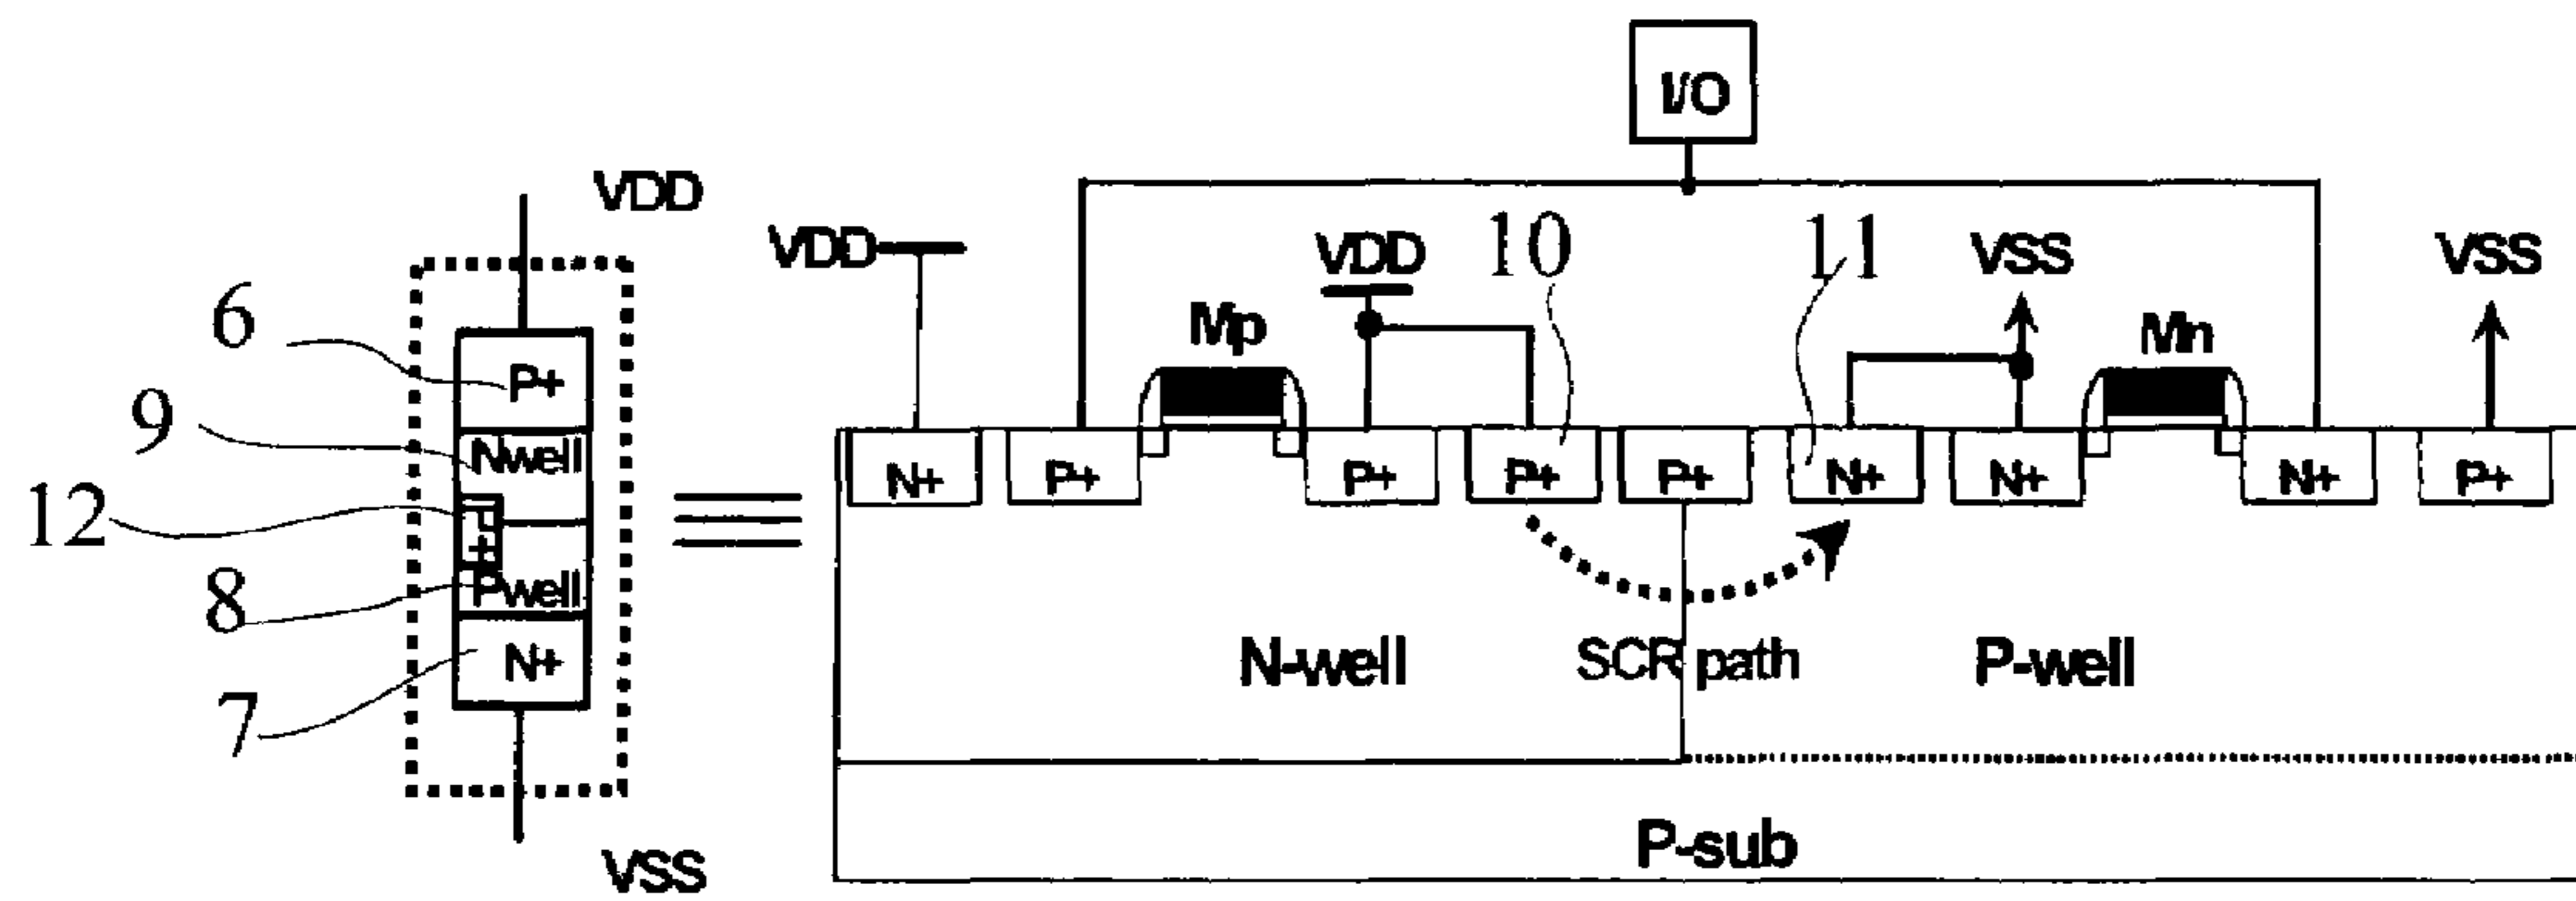 I/O
VDD
VDD
VDD
10
11
VSS
VSS
6
Mp
Mn
P+
9
Nwell
N+
P+
P+
P+
P+
N+
N+
N+
P+
12
P+
8
Pwell
7
N+
N-well
SCR path
P-well
VSS
P-sub